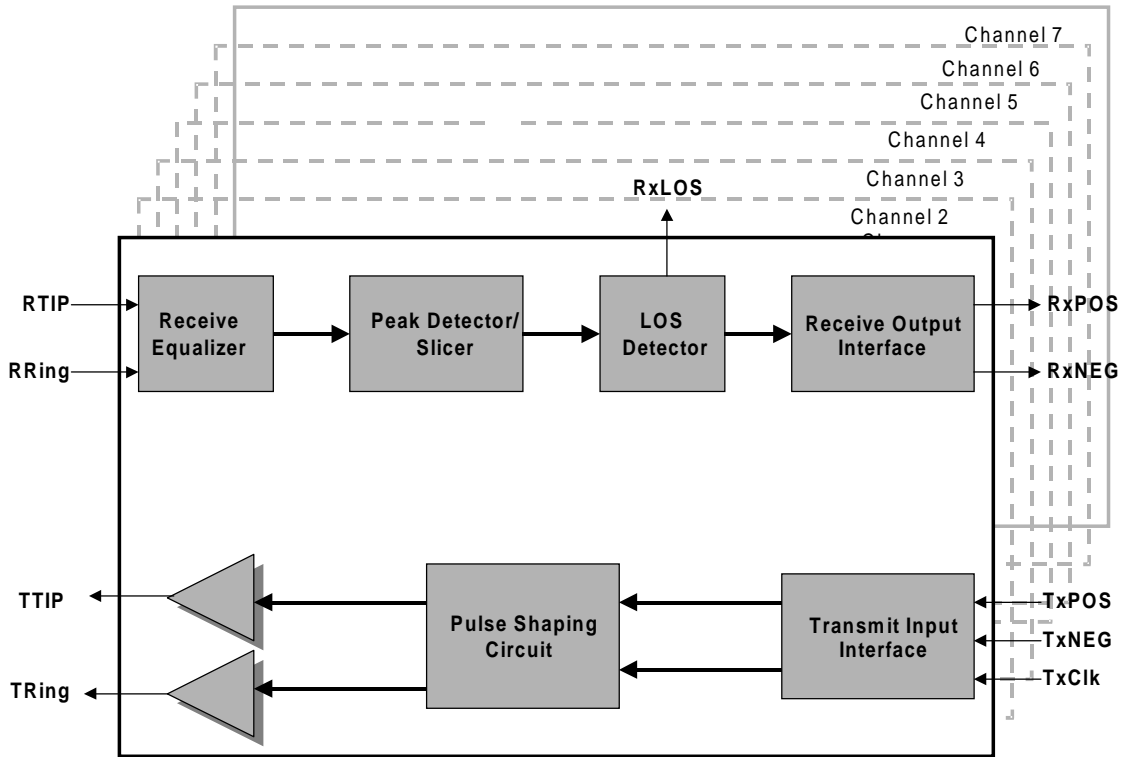 Channel 7
Channel 6
Channel 5
Channel 4
Channel 3
Channel 2
RxLOS
RTIP
RRing
Receive
Equalizer
Peak Detector/
Slicer
LOS
Detector
Receive Output
Interface
RxPOS
RxNEG
TTIP
TRing
Pulse Shaping
Circuit
Transmit Input
Interface
TxPOS
TxNEG
TxClk